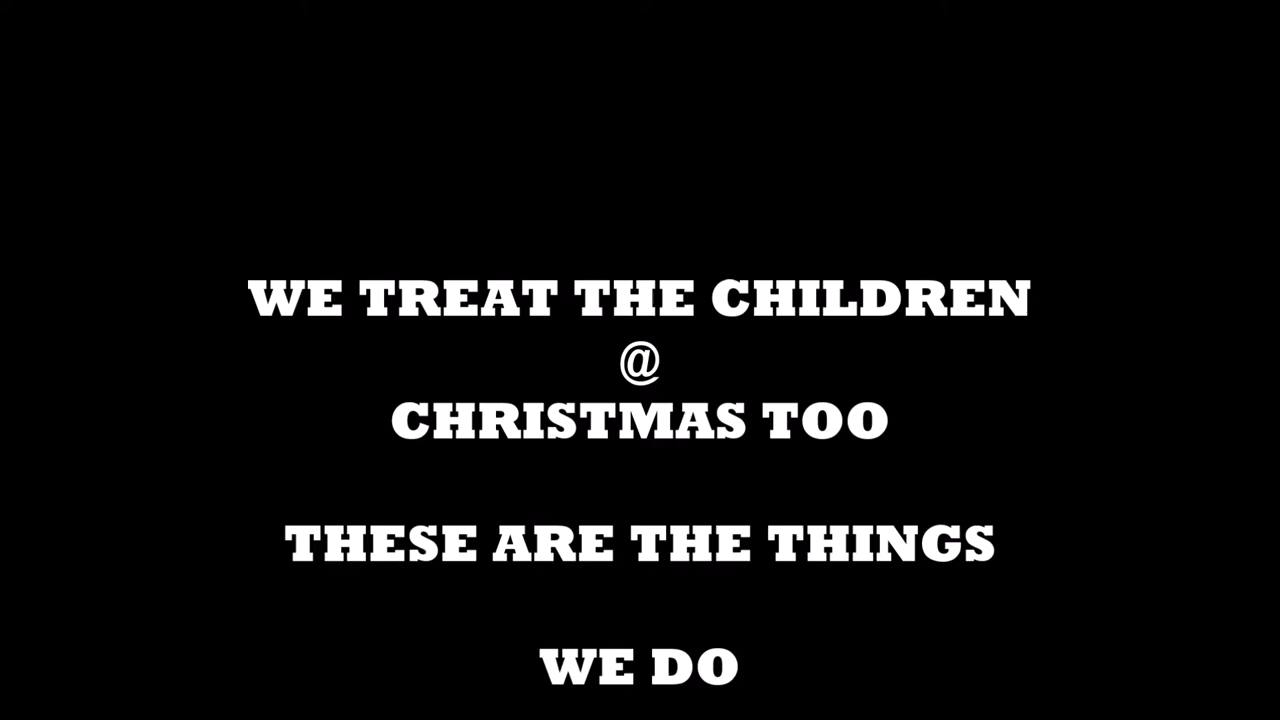 WE TREAT THE CHILDREN
@
CHRISTMAS TOO
THESE ARE THE THINGS
WE DO